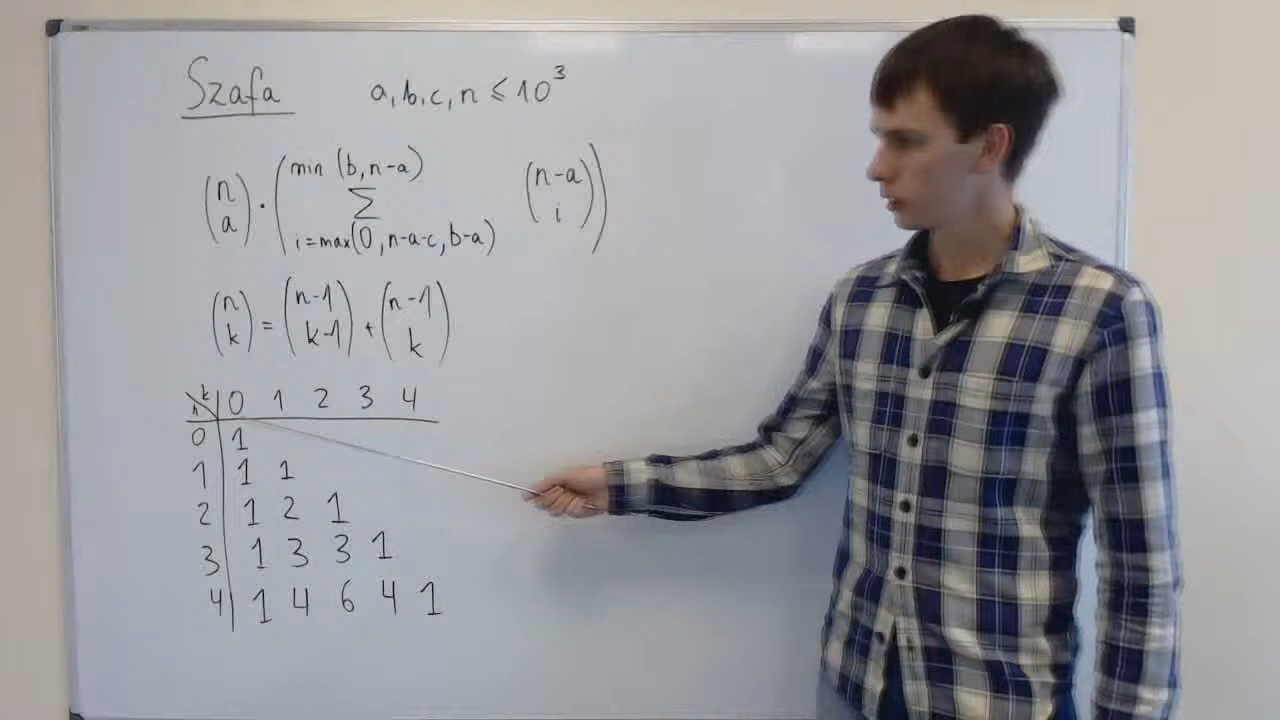 Szafa a, b, c, n ≤ 10³
(n a) · ( min (b, n-a) ∑ i=max(0, n-a-c, b-a) (n-a i) )
(n k) = (n-1 k-1) + (n-1 k)
n k 0 1 2 3 4
0 1
1 1 1
2 1 2 1
3 1 3 3 1
4 1 4 6 4 1